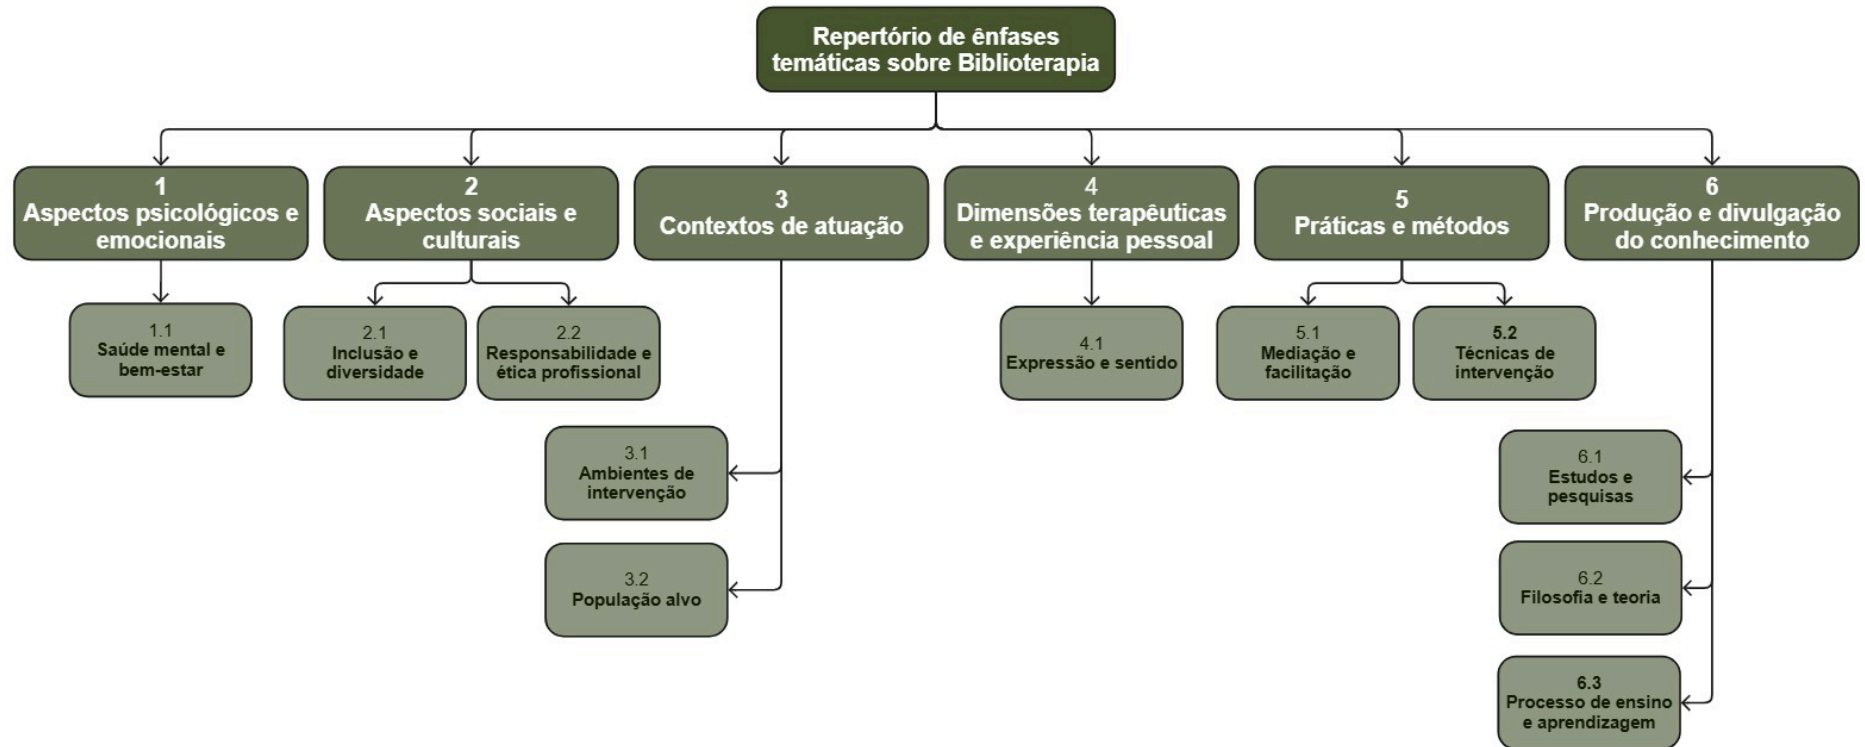 Repertório de ênfases
temáticas sobre Biblioterapia
1
Aspectos psicológicos e
emocionais
2
Aspectos sociais e
culturais
3
Contextos de atuação
4
Dimensões terapêuticas
e experiência pessoal
5
Práticas e métodos
6
Produção e divulgação
do conhecimento
1.1
Saúde mental e
bem-estar
2.1
Inclusão e
diversidade
2.2
Responsabilidade e
ética profissional
3.1
Ambientes de
intervenção
3.2
População alvo
4.1
Expressão e sentido
5.1
Mediação e
facilitação
5.2
Técnicas de
intervenção
6.1
Estudos e
pesquisas
6.2
Filosofia e teoria
6.3
Processo de ensino
e aprendizagem